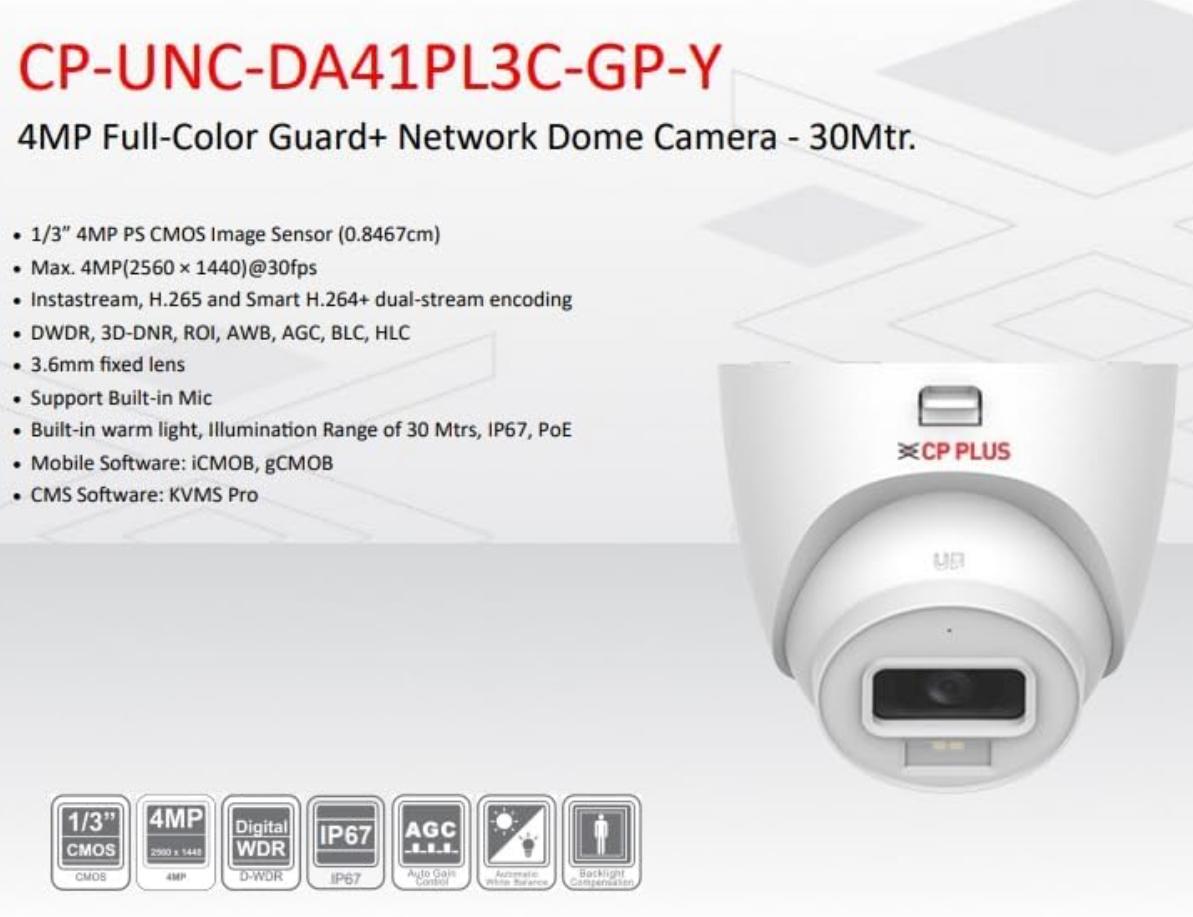 CP-UNC-DA41PL3C-GP-Y
4MP Full-Color Guard+ Network Dome Camera - 30Mtr.
• 1/3” 4MP PS CMOS Image Sensor (0.8467cm)
• Max. 4MP(2560 × 1440)@30fps
• Instastream, H.265 and Smart H.264+ dual-stream encoding
• DWDR, 3D-DNR, ROI, AWB, AGC, BLC, HLC
• 3.6mm fixed lens
• Support Built-in Mic
• Built-in warm light, Illumination Range of 30 Mtrs, IP67, PoE
• Mobile Software: iCMOB, gCMOB
• CMS Software: KVMS Pro
CP PLUS
UP
1/3” CMOS
CMOS
4MP
2560 x 1440
4MP
Digital WDR
D-WDR
IP67
IP67
AGC
Auto Gain Control
Automatic White Balance
Backlight Compensation